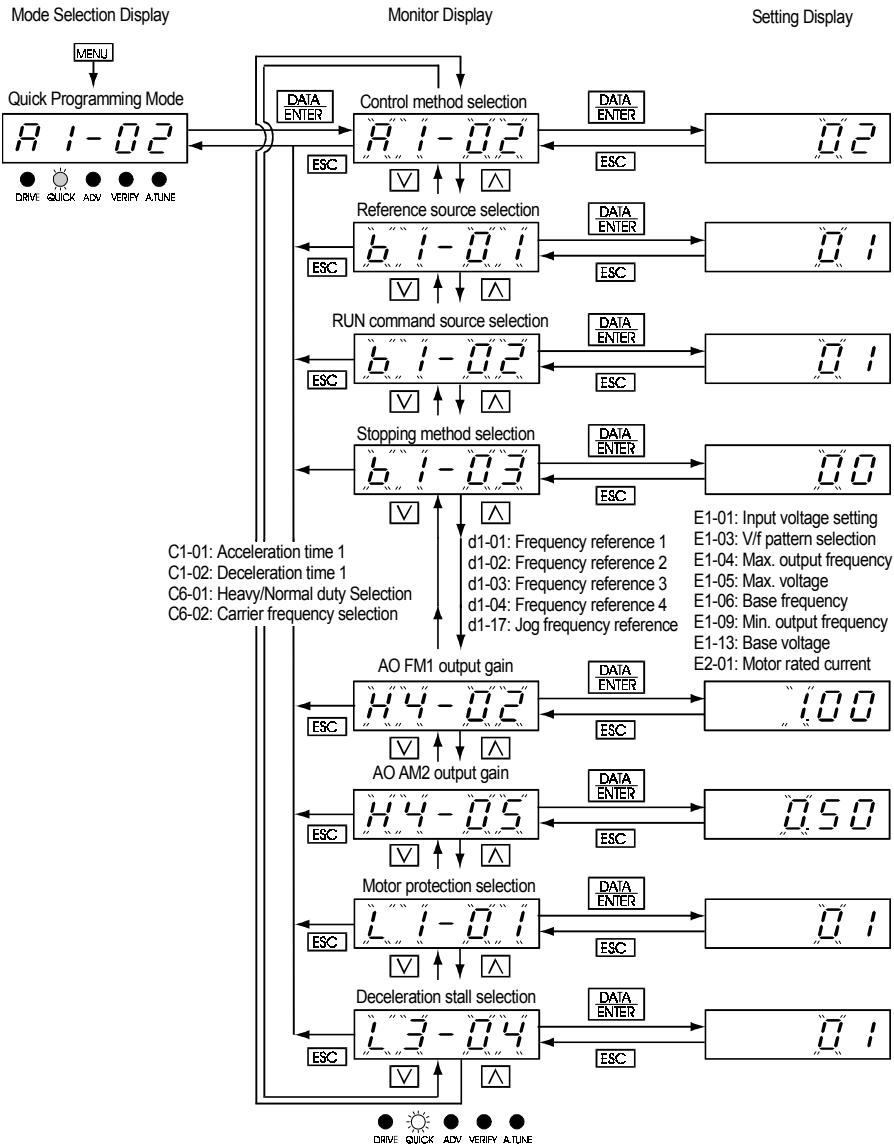 Mode Selection Display Monitor Display Setting Display
MENU
Quick Programming Mode
A1-02
DRIVE QUICK ADV VERIFY A.TUNE
DATA
ENTER
ESC
Control method selection
A1-02
DATA
ENTER
ESC
02
Reference source selection
ESC
b1-01
DATA
ENTER
ESC
01
RUN command source selection
ESC
b1-02
DATA
ENTER
ESC
01
Stopping method selection
b1-03
DATA
ENTER
ESC
00
C1-01: Acceleration time 1
C1-02: Deceleration time 1
C6-01: Heavy/Normal duty Selection
C6-02: Carrier frequency selection
d1-01: Frequency reference 1
d1-02: Frequency reference 2
d1-03: Frequency reference 3
d1-04: Frequency reference 4
d1-17: Jog frequency reference
E1-01: Input voltage setting
E1-03: V/f pattern selection
E1-04: Max. output frequency
E1-05: Max. voltage
E1-06: Base frequency
E1-09: Min. output frequency
E1-13: Base voltage
E2-01: Motor rated current
AO FM1 output gain
ESC
H4-02
DATA
ENTER
ESC
1.00
AO AM2 output gain
ESC
H4-05
DATA
ENTER
ESC
0.50
Motor protection selection
ESC
L1-01
DATA
ENTER
ESC
01
Deceleration stall selection
ESC
L3-04
DATA
ENTER
ESC
01
DRIVE QUICK ADV VERIFY A.TUNE